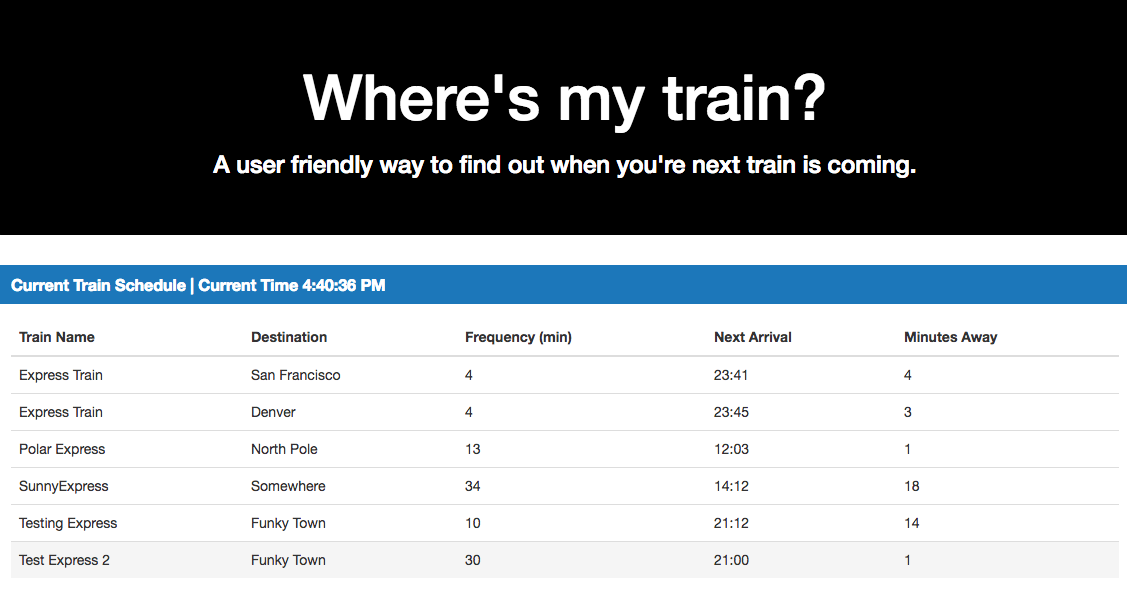 Where's my train?
A user friendly way to find out when you're next train is coming.
Current Train Schedule | Current Time 4:40:36 PM
Train Name Destination Frequency (min) Next Arrival Minutes Away
Express Train San Francisco 4 23:41 4
Express Train Denver 4 23:45 3
Polar Express North Pole 13 12:03 1
SunnyExpress Somewhere 34 14:12 18
Testing Express Funky Town 10 21:12 14
Test Express 2 Funky Town 30 21:00 1